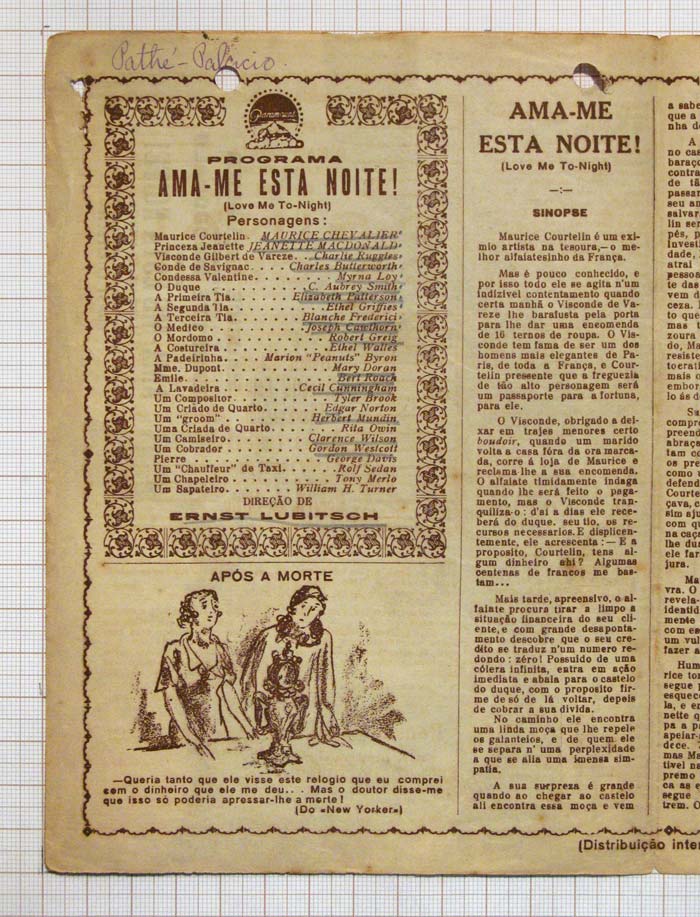 Pathé-Palácio.
Paramount
PROGRAMA
AMA-ME ESTA NOITE!
(Love Me To-Night)
Personagens:
Maurice Courtelin. MAURICE CHEVALIER
Princeza Jeanette JEANETTE MACDONALD
Visconde Gilbert de Vareze. . Charlie Ruggles
Conde de Savignac. . . Charles Butterworth
Condessa Valentine. . . . . . . Myrna Loy
O Duque . . . . . . . . C. Aubrey Smith
A Primeira Tia. . . . . . Elizabeth Patterson
A Segunda Tia. . . . . . . . Ethel Griffies
A Terceira Tia. . . . . . Blanche Frederici
O Medico . . . . . . . . Joseph Cawthorn
O Mordomo . . . . . . . . Robert Greig
A Costureira . . . . . . . . Ethel Walles
A Padeirinha. . . . Marion "Peanuts" Byron
Mme. Dupont. . . . . . . . . Mary Doran
Emile. . . . . . . . . . . Bert Roach
A Lavadeira . . . . . . Cecil Cunningham
Um Compositor . . . . . . . Tyler Brook
Um Criado de Quarto. . . . . Edgar Norton
Um "groom" . . . . . . . Herbert Mundin
Uma Criada de Quarto. . . . . . Rita Owin
Um Camiseiro. . . . . . Clarence Wilson
Um Cobrador . . . . . . Gordon Westcott
Pierre . . . . . . . . . . George Davis
Um "Chauffeur" de Taxi. . . . . . Rolf Sedan
Um Chapeleiro . . . . . . . . Tony Merlo
Um Sapateiro. . . . . . William H. Turner
DIREÇÃO DE
ERNST LUBITSCH
APÓS A MORTE
—Queria tanto que ele visse este relogio que eu comprei
com o dinheiro que ele me deu. . . Mas o doutor disse-me
que isso só poderia apressar-lhe a morte!
(Do «New Yorker»)
AMA-ME
ESTA NOITE!
(Love Me To-Night)
—:—
SINOPSE
Maurice Courtelin é um exi-
mio artista na tesoura,—o me-
lhor alfaiatesinho da França.
Mas é pouco conhecido, e
por isso todo ele se agita n'um
indizivel contentamento quando
certa manhã o Visconde de Va-
reze lhe barafusta pela porta
para lhe dar uma encomenda
de 16 ternos de roupa. O Vis-
conde tem fama de ser um dos
homens mais elegantes de Pa-
ris, de toda a França, e Cour-
telin presente que a freguezia
de tão alto personagem será
um passaporte para a fortuna,
para ele.
O Visconde, obrigado a dei-
xar em trajes menores certo
boudoir, quando um marido
volta a casa fóra da ora marca-
da, corre á loja de Maurice e
reclama lhe a sua encomenda.
O alfaiate timidamente indaga
quando lhe será feito o paga-
mento, mas o Visconde tran-
quiliza-o: d'ai a dias ele rece-
berá do duque. seu tio, os re-
cursos necessarios. E displicen-
temente, ele acrescenta: — E a
proposito, Courtelin, tens al-
gum dinheiro ahi? Algumas
centenas de francos me bas-
tam...
Mais tarde, apreensivo, o al-
faiate procura tirar a limpo a
situação financeira do seu cli-
ente, e com grande desaponta-
mento descobre que o seu cre-
dito se traduz n'um numero re-
dondo: zéro! Possuido de uma
cólera infinita, entra em ação
imediata e abala para o castelo
do duque, com o proposito fir-
me de só de lá voltar, depois
de cobrar a sua divida.
No caminho ele encontra
uma linda moça que lhe repele
os galanteios, e de quem ele
se separa n' uma perplexidade
a que se alia uma imensa sim-
patia.
A sua surpreza é grande
quando ao chegar ao castelo
ali encontra essa moça e vem
(Distribuição inter